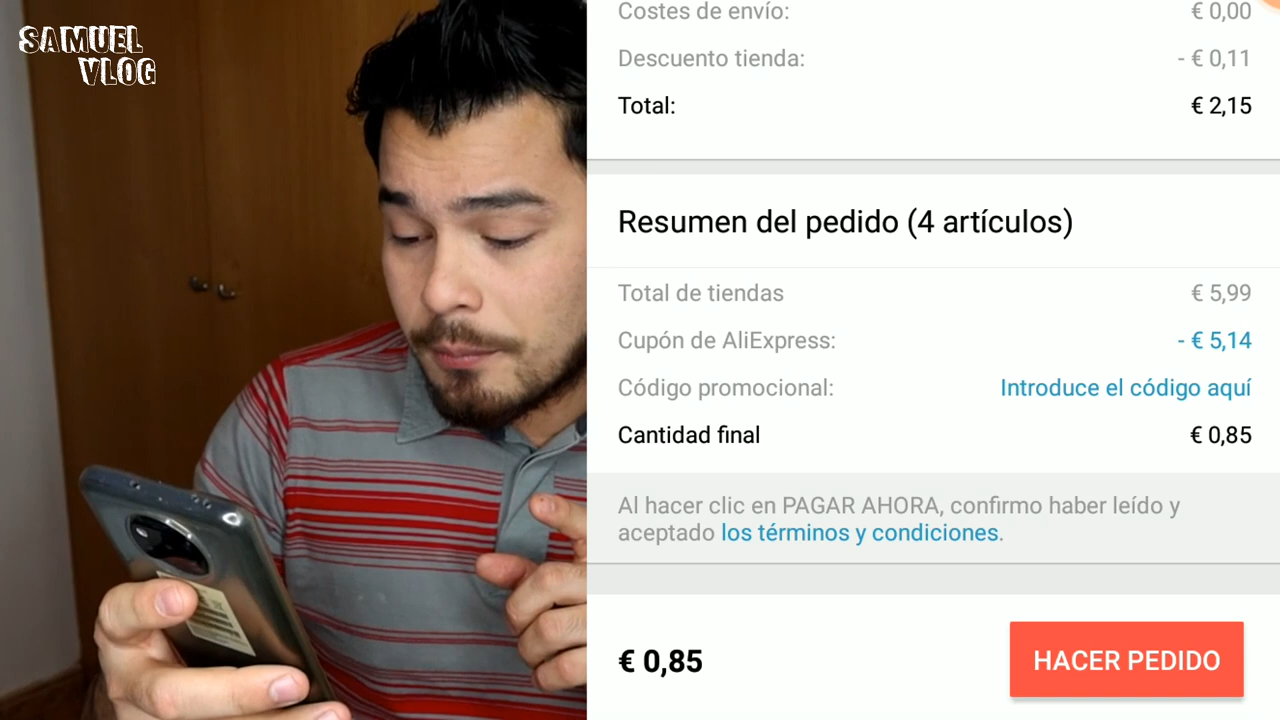 SAMUEL
VLOG
Costes de envío: € 0,00
Descuento tienda: - € 0,11
Total: € 2,15
Resumen del pedido (4 artículos)
Total de tiendas € 5,99
Cupón de AliExpress: - € 5,14
Código promocional: Introduce el código aquí
Cantidad final € 0,85
Al hacer clic en PAGAR AHORA, confirmo haber leído y
aceptado los términos y condiciones.
€ 0,85 HACER PEDIDO